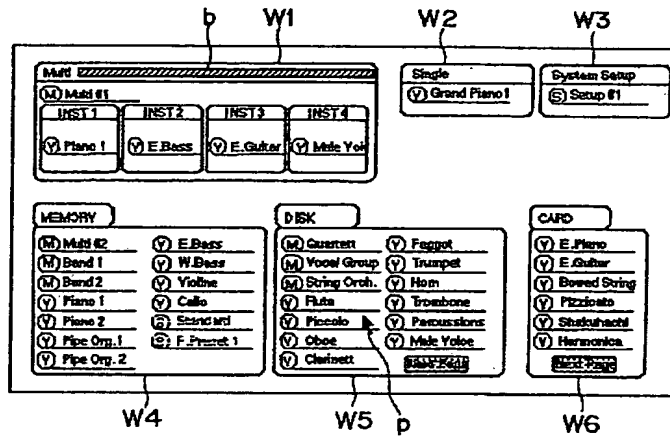 b W1 W2 W3
Multi
Single
System Setup
(M) Multi #1
(Y) Grand Piano 1
(S) Setup #1
INST 1 INST 2 INST 3 INST 4
(Y) Piano 1 (Y) E.Bass (Y) E.Guitar (Y) Male Voic
MEMORY
(M) Multi #2 (Y) E.Bass
(M) Band 1 (Y) W.Bass
(M) Band 2 (Y) Violine
(Y) Piano 1 (Y) Cello
(Y) Piano 2 (S) Standard
(Y) Pipe Org.1 (S) F.Preset 1
(Y) Pipe Org. 2
DISK
(M) Quartett (Y) Faggot
(M) Vocal Group (Y) Trumpet
(M) String Orch. (Y) Horn
(Y) Flute (Y) Trombone
(Y) Piccolo (Y) Percussions
(Y) Oboe (Y) Male Voice
(Y) Clarinett Next Page
CARD
(Y) E.Piano
(Y) E.Guitar
(Y) Bowed String
(Y) Pizzicato
(Y) Shakuhachi
(Y) Harmonica
Next Page
W4 W5 p W6